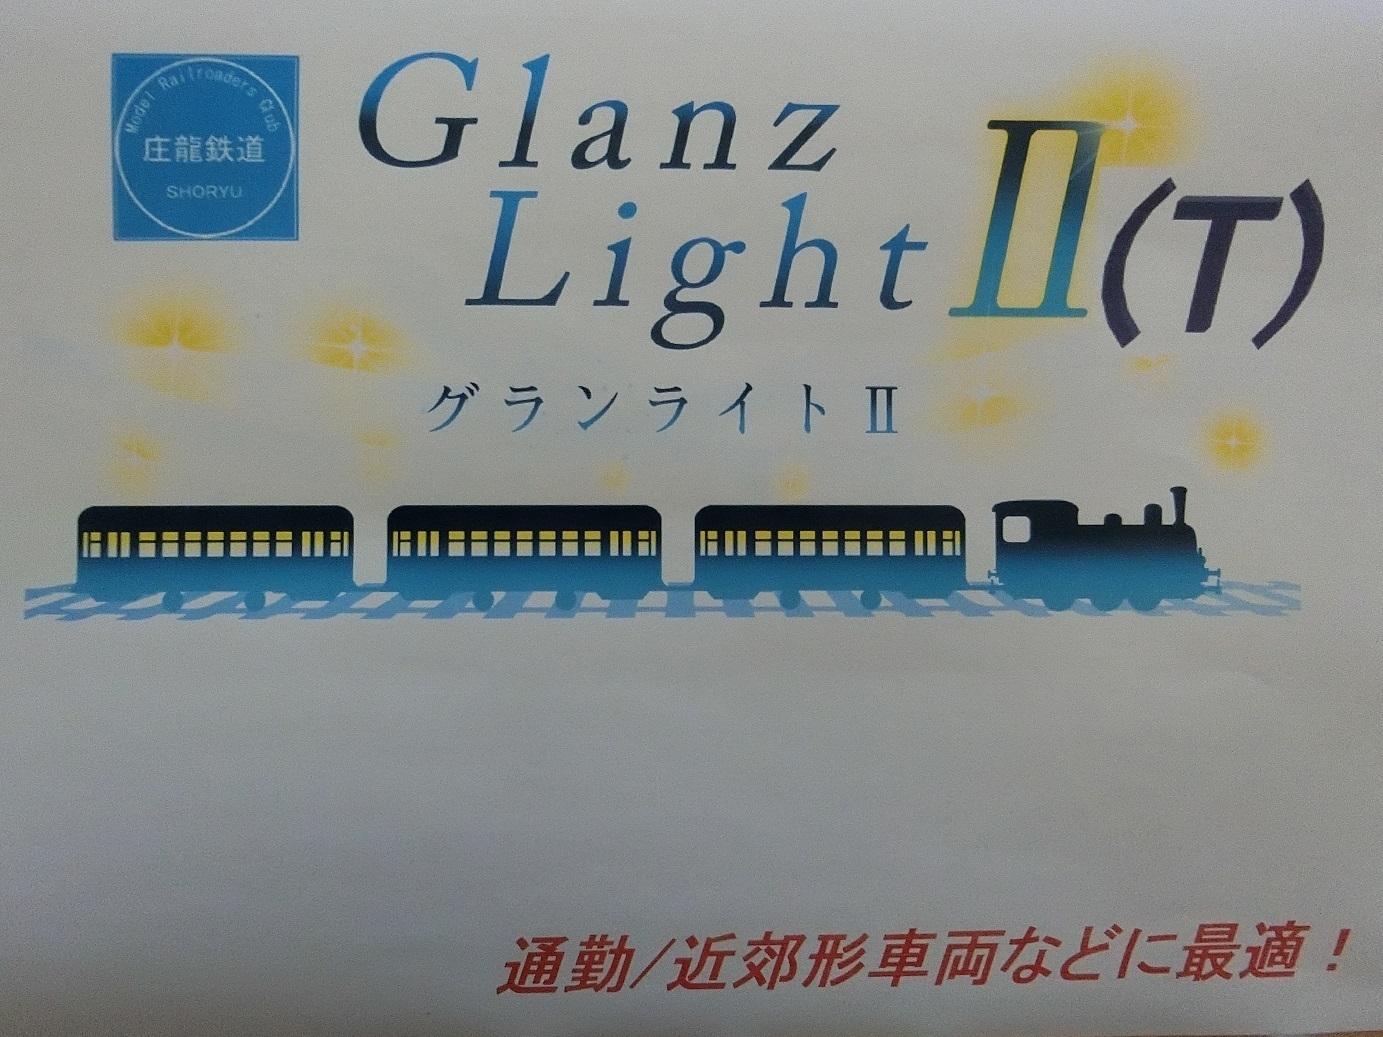 Model Railroaders Club
庄龍鉄道
SHORYU
Glanz
Light Ⅱ(T)
グランライトⅡ
通勤/近郊形車両などに最適！